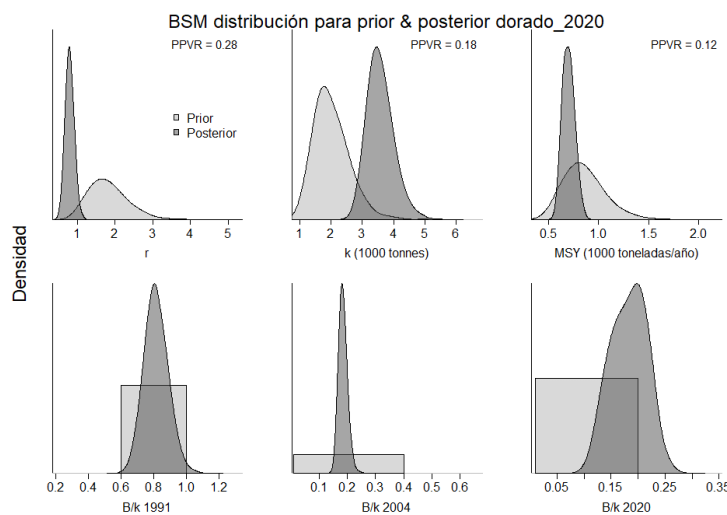 BSM distribución para prior & posterior dorado_2020
PPVR = 0.28
PPVR = 0.18
PPVR = 0.12
Prior
Posterior
1 2 3 4 5
r
1 2 3 4 5 6
k (1000 tonnes)
0.5 1.0 1.5 2.0
MSY (1000 toneladas/año)
Densidad
0.2 0.4 0.6 0.8 1.0 1.2
B/k 1991
0.1 0.2 0.3 0.4 0.5 0.6
B/k 2004
0.05 0.15 0.25 0.35
B/k 2020